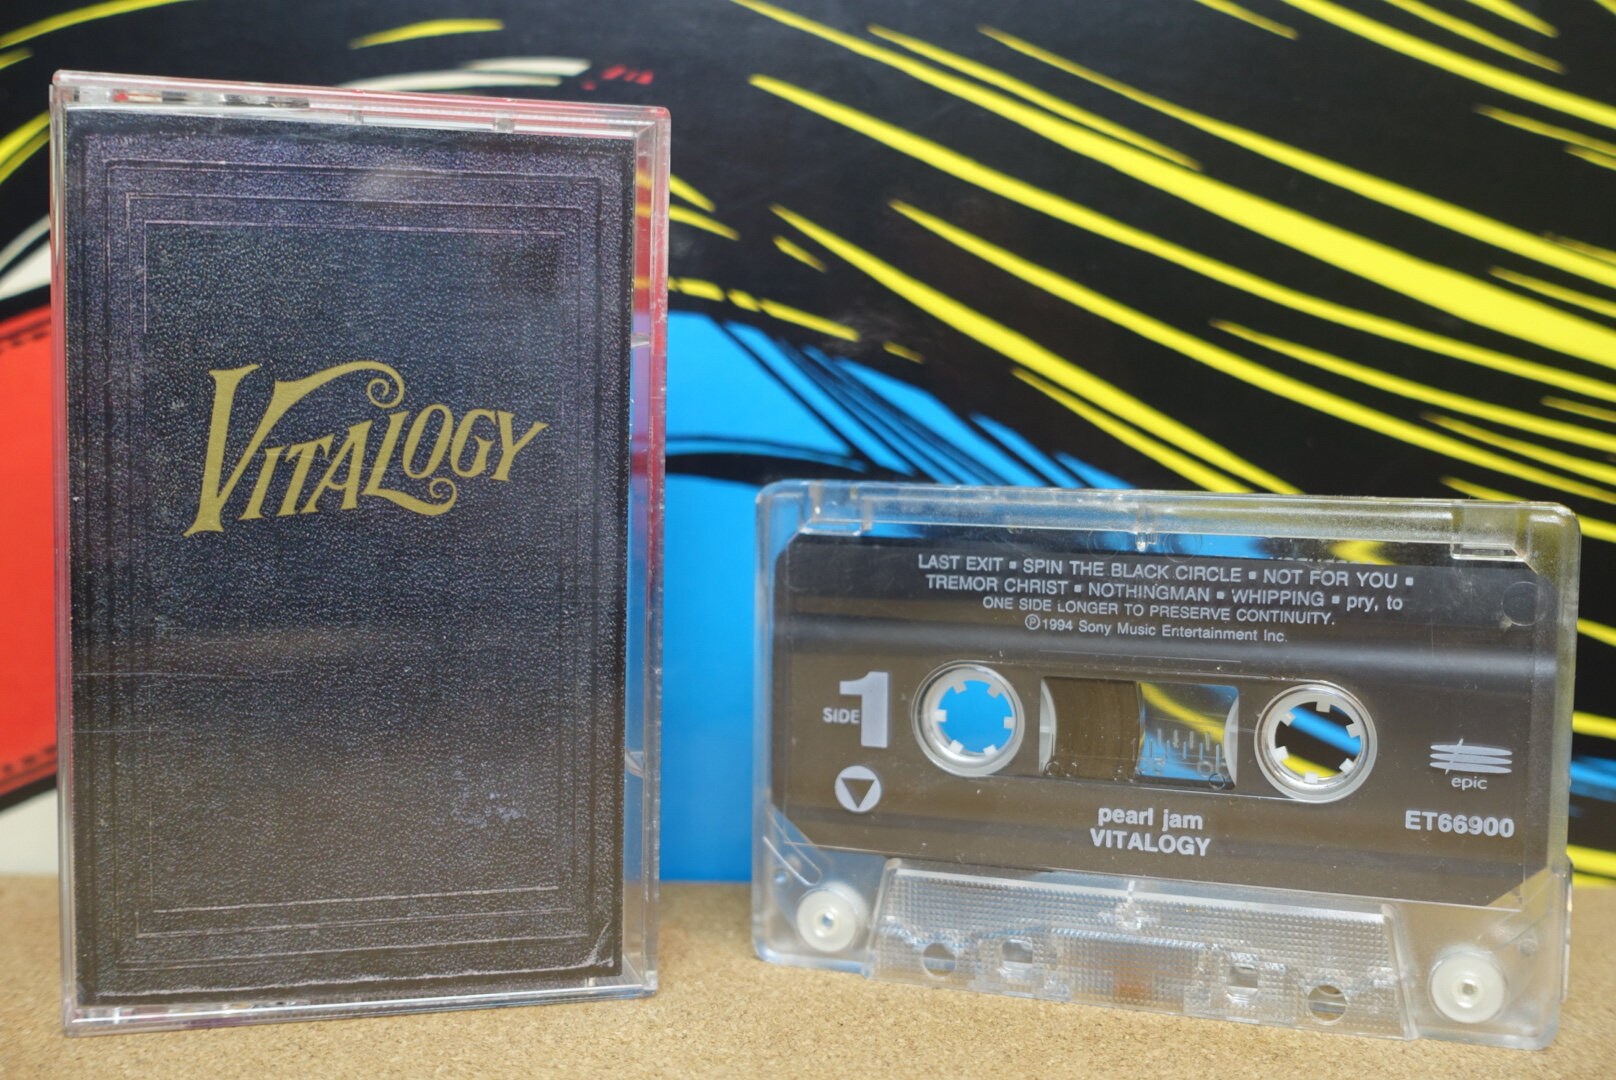 VITALOGY
LAST EXIT ▪ SPIN THE BLACK CIRCLE ▪ NOT FOR YOU ▪
TREMOR CHRIST ▪ NOTHINGMAN ▪ WHIPPING ▪ pry, to
ONE SIDE LONGER TO PRESERVE CONTINUITY.
℗1994 Sony Music Entertainment Inc.
SIDE 1
epic
pearl jam
VITALOGY
ET66900